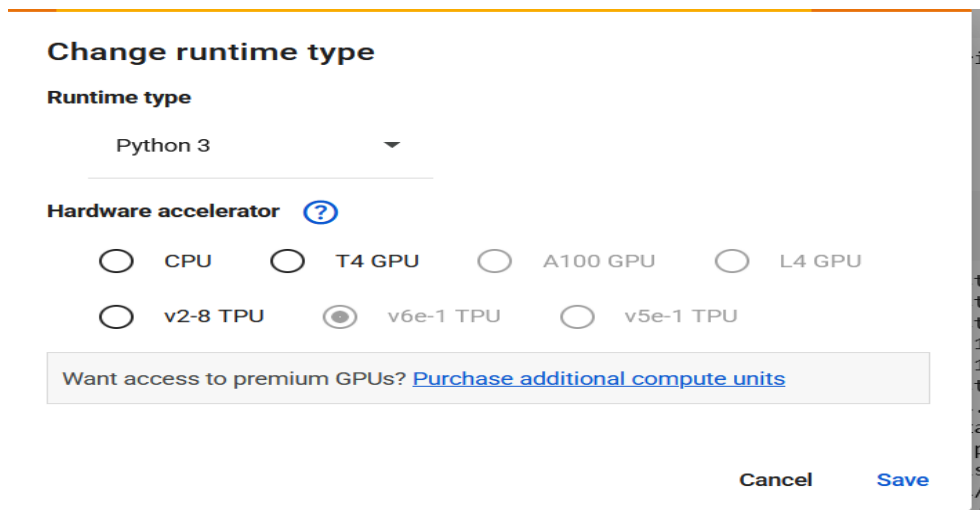 Change runtime type
Runtime type
Python 3
Hardware accelerator ?
CPU T4 GPU A100 GPU L4 GPU
v2-8 TPU v6e-1 TPU v5e-1 TPU
Want access to premium GPUs? Purchase additional compute units
Cancel Save